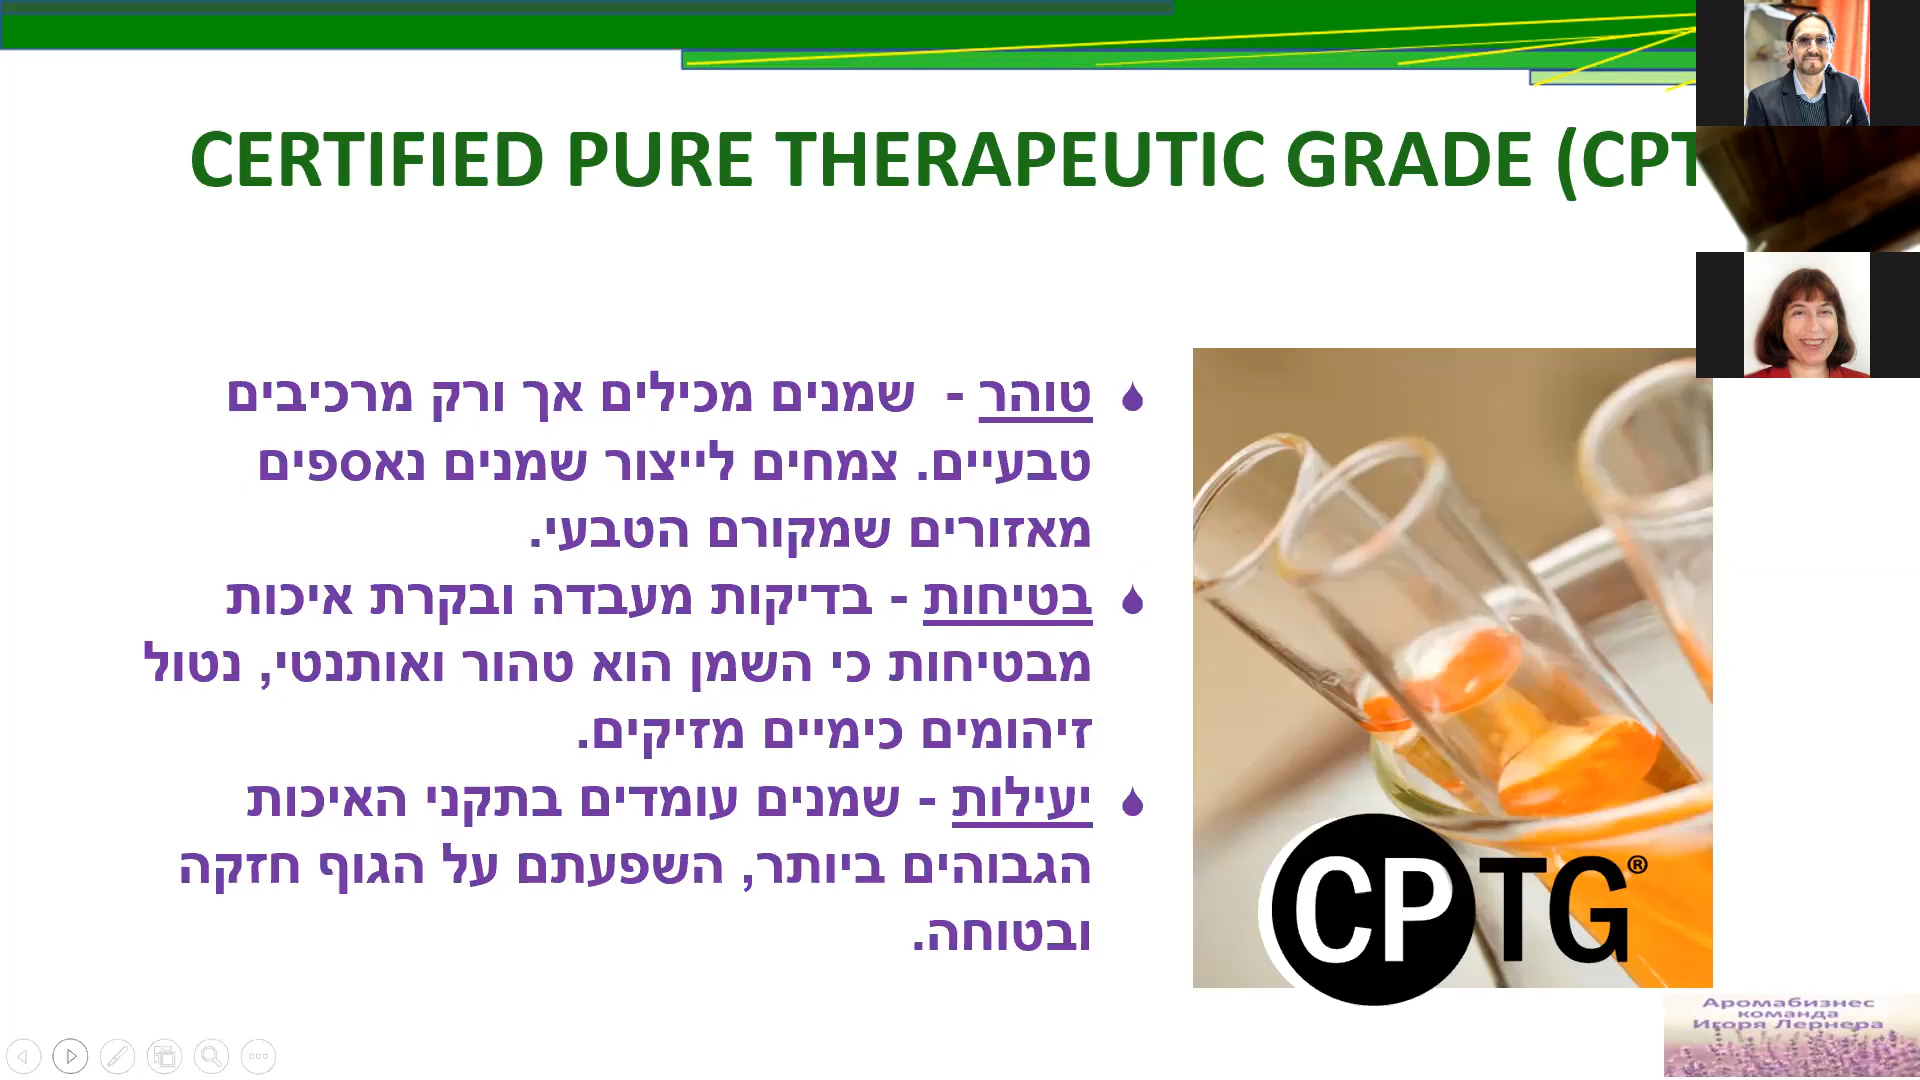 CERTIFIED PURE THERAPEUTIC GRADE (CPT
טוהר - שמנים מכילים אך ורק מרכיבים
טבעיים. צמחים לייצור שמנים נאספים
מאזורים שמקורם הטבעי.
בטיחות - בדיקות מעבדה ובקרת איכות
מבטיחות כי השמן הוא טהור ואותנטי, נטול
זיהומים כימיים מזיקים.
יעילות - שמנים עומדים בתקני האיכות
הגבוהים ביותר, השפעתם על הגוף חזקה
ובטוחה.
CPTG®
Аромабизнес
команда
Игоря Лернера